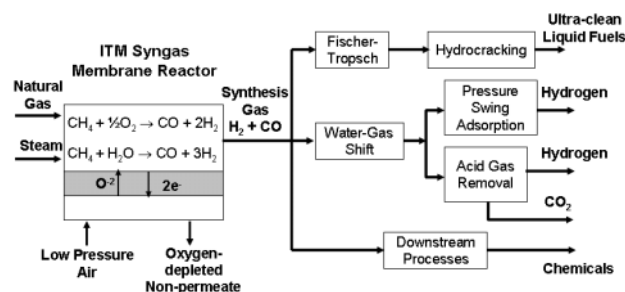 ITM Syngas
Membrane Reactor
Natural
Gas
Steam
CH₄ + ½O₂ → CO + 2H₂
CH₄ + H₂O → CO + 3H₂
O⁻²
2e⁻
Low Pressure
Air
Oxygen-
depleted
Non-permeate
Synthesis
Gas
H₂ + CO
Fischer-
Tropsch
Hydrocracking
Ultra-clean
Liquid Fuels
Water-Gas
Shift
Pressure
Swing
Adsorption
Hydrogen
Acid Gas
Removal
Hydrogen
CO₂
Downstream
Processes
Chemicals